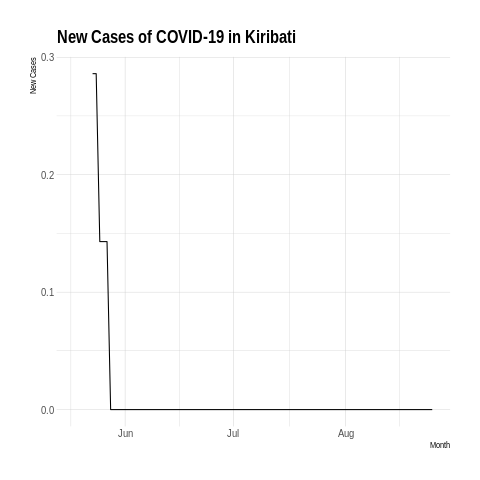 New Cases of COVID-19 in Kiribati
0.3
New Cases
0.2
0.1
0.0
Jun Jul Aug
Month